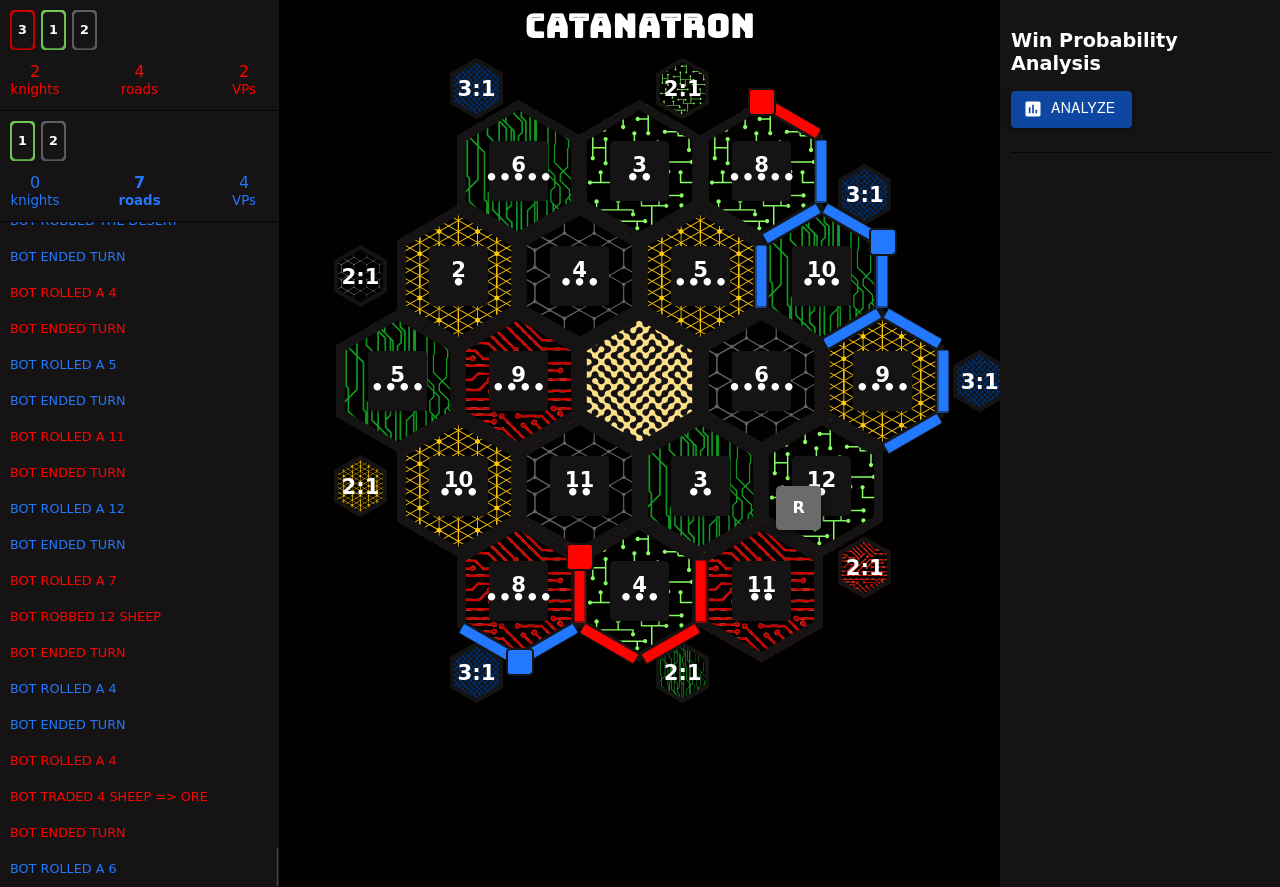 CATANATRON
3 1 2
2 4 2
knights roads VPs
1 2
0 7 4
knights roads VPs
BOT ROBBED THE DESERT
BOT ENDED TURN
BOT ROLLED A 4
BOT ENDED TURN
BOT ROLLED A 5
BOT ENDED TURN
BOT ROLLED A 11
BOT ENDED TURN
BOT ROLLED A 12
BOT ENDED TURN
BOT ROLLED A 7
BOT ROBBED 12 SHEEP
BOT ENDED TURN
BOT ROLLED A 4
BOT ENDED TURN
BOT ROLLED A 4
BOT TRADED 4 SHEEP => ORE
BOT ENDED TURN
BOT ROLLED A 6
3:1 2:1
6 3 8
3:1
2:1 2 4 5 10
5 9 6 9 3:1
2:1 10 11 3 12
R
8 4 11 2:1
3:1 2:1
Win Probability
Analysis
ANALYZE